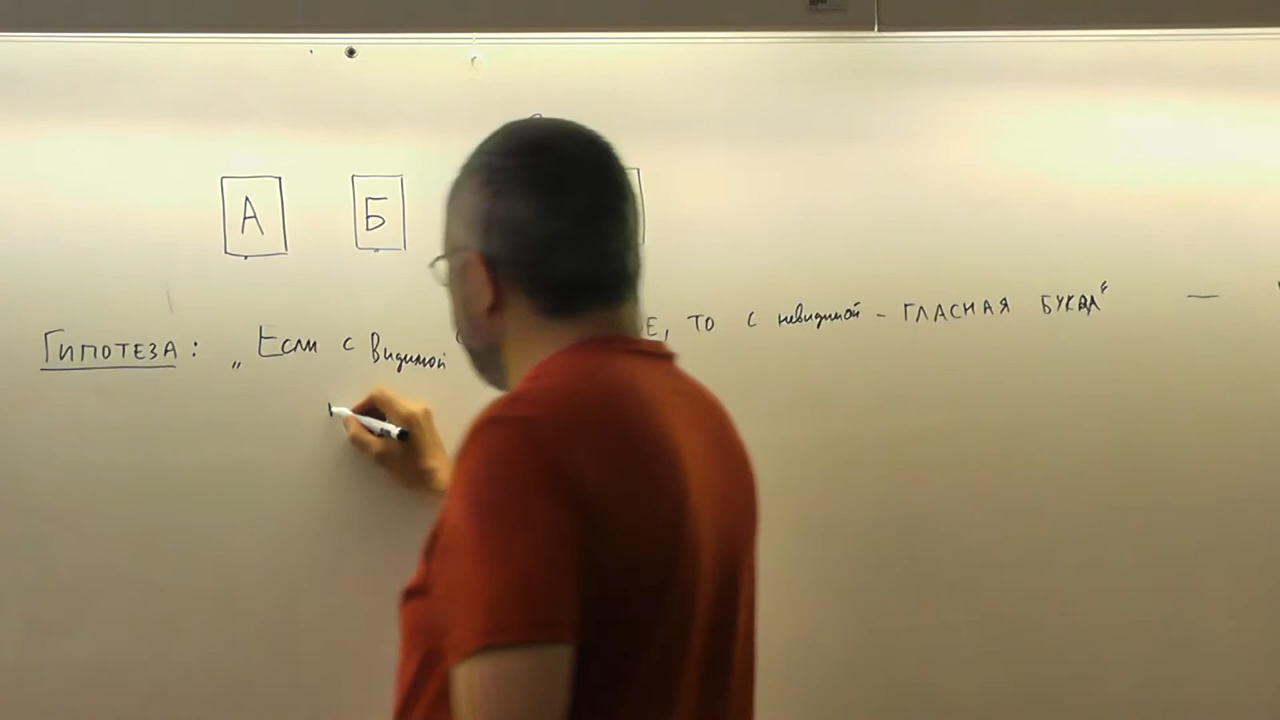 А Б
ГИПОТЕЗА: „Если с видимой Е, ТО с невидимой - ГЛАСНАЯ БУКВА“ —